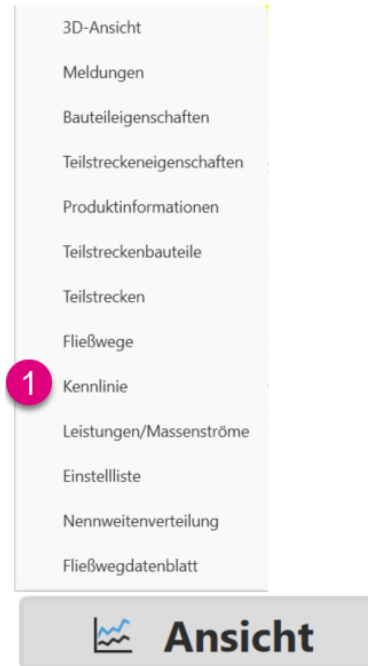 3D-Ansicht
Meldungen
Bauteileigenschaften
Teilstreckeneigenschaften
Produktinformationen
Teilstreckenbauteile
Teilstrecken
Fließwege
1 Kennlinie
Leistungen/Massenströme
Einstellliste
Nennweitenverteilung
Fließwegdatenblatt
Ansicht